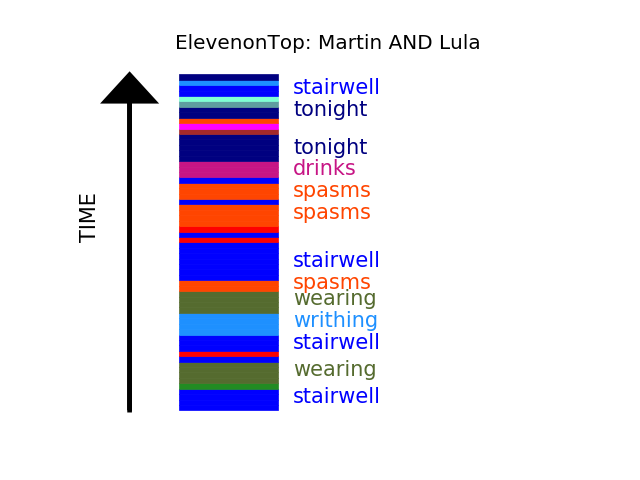 ElevenonTop: Martin AND Lula
stairwell
tonight
tonight
drinks
spasms
spasms
stairwell
spasms
wearing
writhing
stairwell
wearing
stairwell
TIME